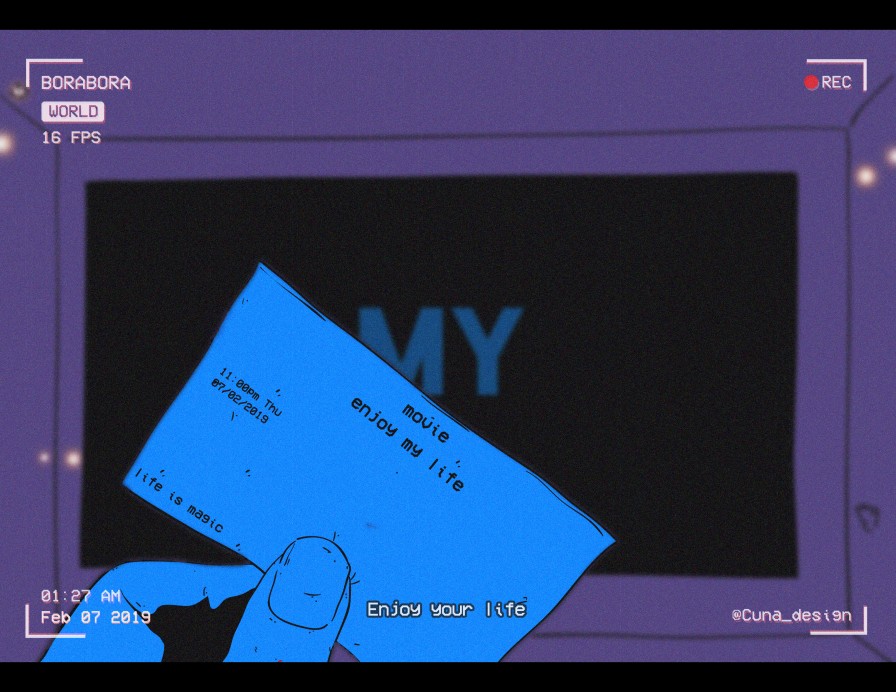 BORABORA
WORLD
16 FPS
REC
MY
11:00pm Thu
07/02/2019
movie
enjoy my life
life is magic
Enjoy your life
01:27 AM
Feb 07 2019
@Cuna_design